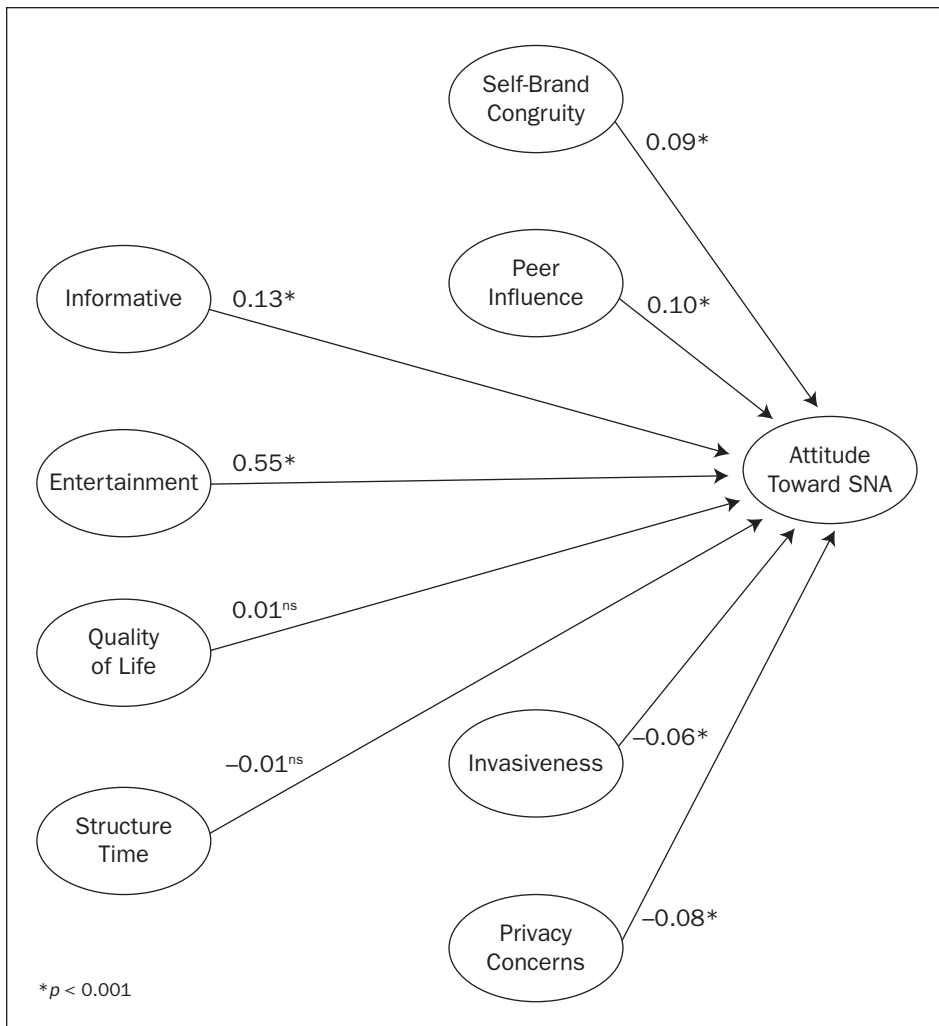 Self-Brand
Congruity
0.09*
Peer
Influence
0.10*
Informative
0.13*
Entertainment
0.55*
Attitude
Toward SNA
Quality
of Life
0.01ns
Structure
Time
–0.01ns
Invasiveness
–0.06*
Privacy
Concerns
–0.08*
*p < 0.001